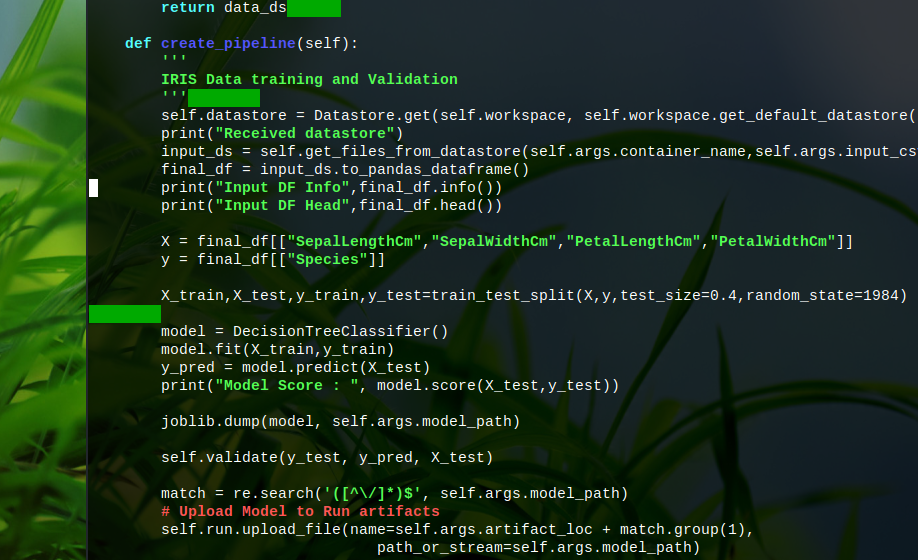 return data_ds
def create_pipeline(self):
'''
IRIS Data training and Validation
'''
self.datastore = Datastore.get(self.workspace, self.workspace.get_default_datastore(
print("Received datastore")
input_ds = self.get_files_from_datastore(self.args.container_name,self.args.input_cs
final_df = input_ds.to_pandas_dataframe()
print("Input DF Info",final_df.info())
print("Input DF Head",final_df.head())
X = final_df[["SepalLengthCm","SepalWidthCm","PetalLengthCm","PetalWidthCm"]]
y = final_df[["Species"]]
X_train,X_test,y_train,y_test=train_test_split(X,y,test_size=0.4,random_state=1984)
model = DecisionTreeClassifier()
model.fit(X_train,y_train)
y_pred = model.predict(X_test)
print("Model Score : ", model.score(X_test,y_test))
joblib.dump(model, self.args.model_path)
self.validate(y_test, y_pred, X_test)
match = re.search('([^\/]*)$', self.args.model_path)
# Upload Model to Run artifacts
self.run.upload_file(name=self.args.artifact_loc + match.group(1),
path_or_stream=self.args.model_path)